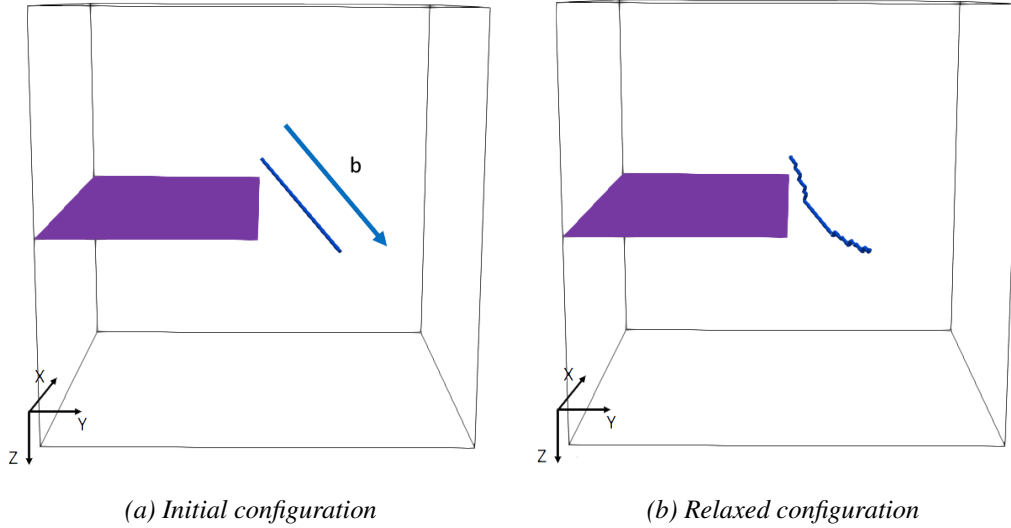 b
X
Y
Z
X
Y
Z
(a) Initial configuration
(b) Relaxed configuration